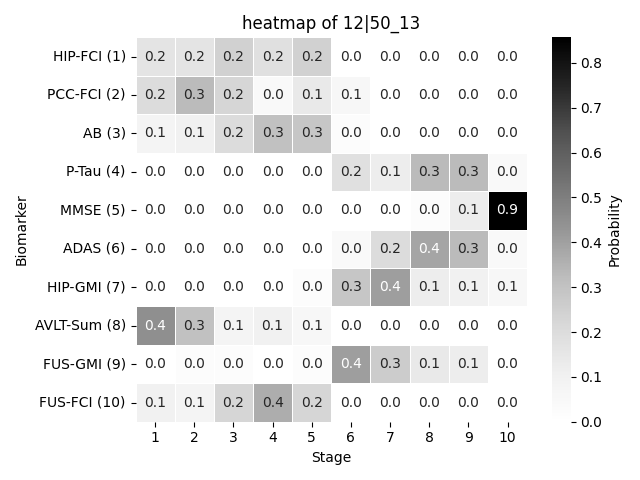 heatmap of 12|50_13
HIP-FCI (1) 0.2 0.2 0.2 0.2 0.2 0.0 0.0 0.0 0.0 0.0
PCC-FCI (2) 0.2 0.3 0.2 0.0 0.1 0.1 0.0 0.0 0.0 0.0
AB (3) 0.1 0.1 0.2 0.3 0.3 0.0 0.0 0.0 0.0 0.0
P-Tau (4) 0.0 0.0 0.0 0.0 0.0 0.2 0.1 0.3 0.3 0.0
MMSE (5) 0.0 0.0 0.0 0.0 0.0 0.0 0.0 0.0 0.1 0.9
ADAS (6) 0.0 0.0 0.0 0.0 0.0 0.0 0.2 0.4 0.3 0.0
HIP-GMI (7) 0.0 0.0 0.0 0.0 0.0 0.3 0.4 0.1 0.1 0.1
AVLT-Sum (8) 0.4 0.3 0.1 0.1 0.1 0.0 0.0 0.0 0.0 0.0
FUS-GMI (9) 0.0 0.0 0.0 0.0 0.0 0.4 0.3 0.1 0.1 0.0
FUS-FCI (10) 0.1 0.1 0.2 0.4 0.2 0.0 0.0 0.0 0.0 0.0
1 2 3 4 5 6 7 8 9 10
Stage
Biomarker
0.8
0.7
0.6
0.5
0.4
0.3
0.2
0.1
0.0
Probability